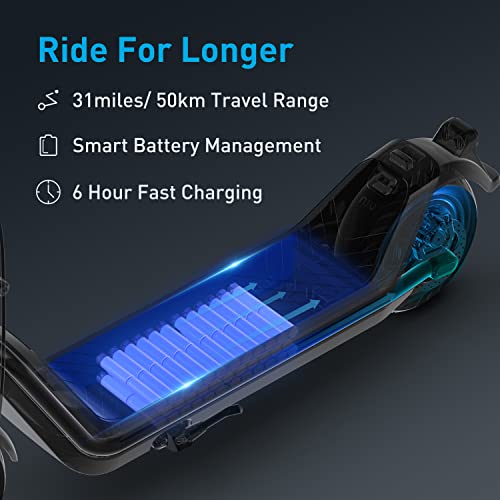 Ride For Longer
31miles/ 50km Travel Range
Smart Battery Management
6 Hour Fast Charging